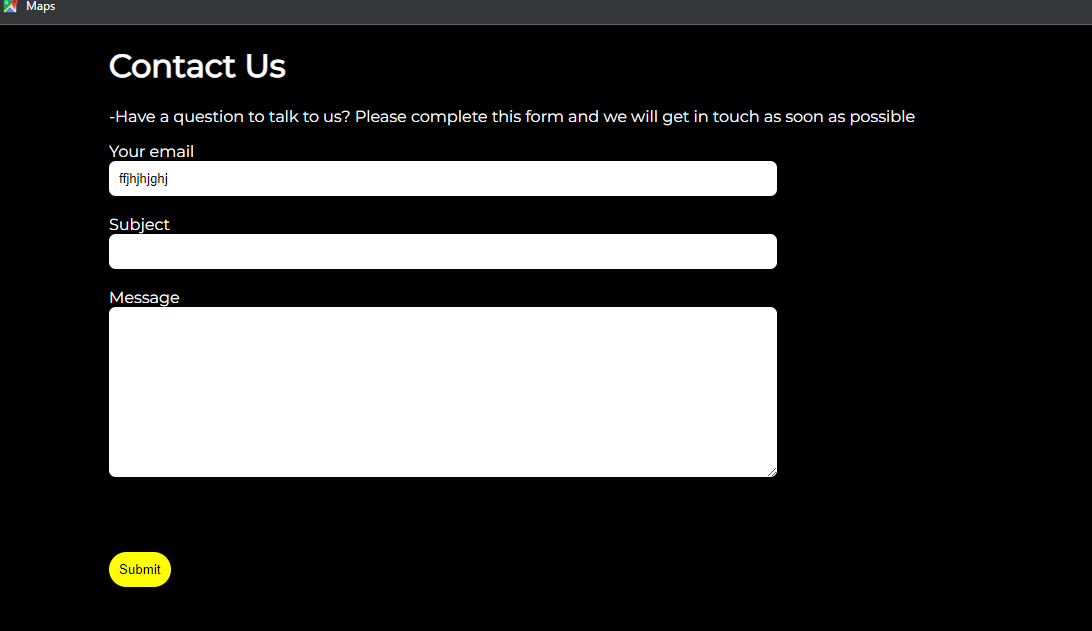 Maps
Contact Us
-Have a question to talk to us? Please complete this form and we will get in touch as soon as possible
Your email
ffjhjhjghj
Subject
Message
Submit